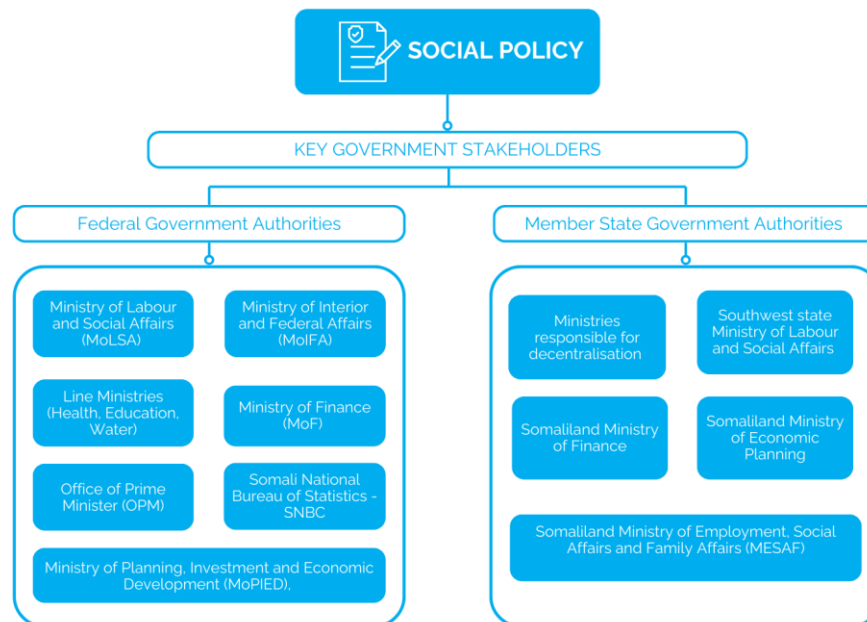 SOCIAL POLICY
KEY GOVERNMENT STAKEHOLDERS
Federal Government Authorities
Ministry of Labour
and Social Affairs
(MoLSA)
Ministry of Interior
and Federal Affairs
(MoIFA)
Line Ministries
(Health, Education,
Water)
Ministry of Finance
(MoF)
Office of Prime
Minister (OPM)
Somali National
Bureau of Statistics -
SNBC
Ministry of Planning, Investment and Economic
Development (MoPIED),
Member State Government Authorities
Ministries
responsible for
decentralisation
Southwest state
Ministry of Labour
and Social Affairs
Somaliland Ministry
of Finance
Somaliland Ministry
of Economic
Planning
Somaliland Ministry of Employment, Social
Affairs and Family Affairs (MESAF)